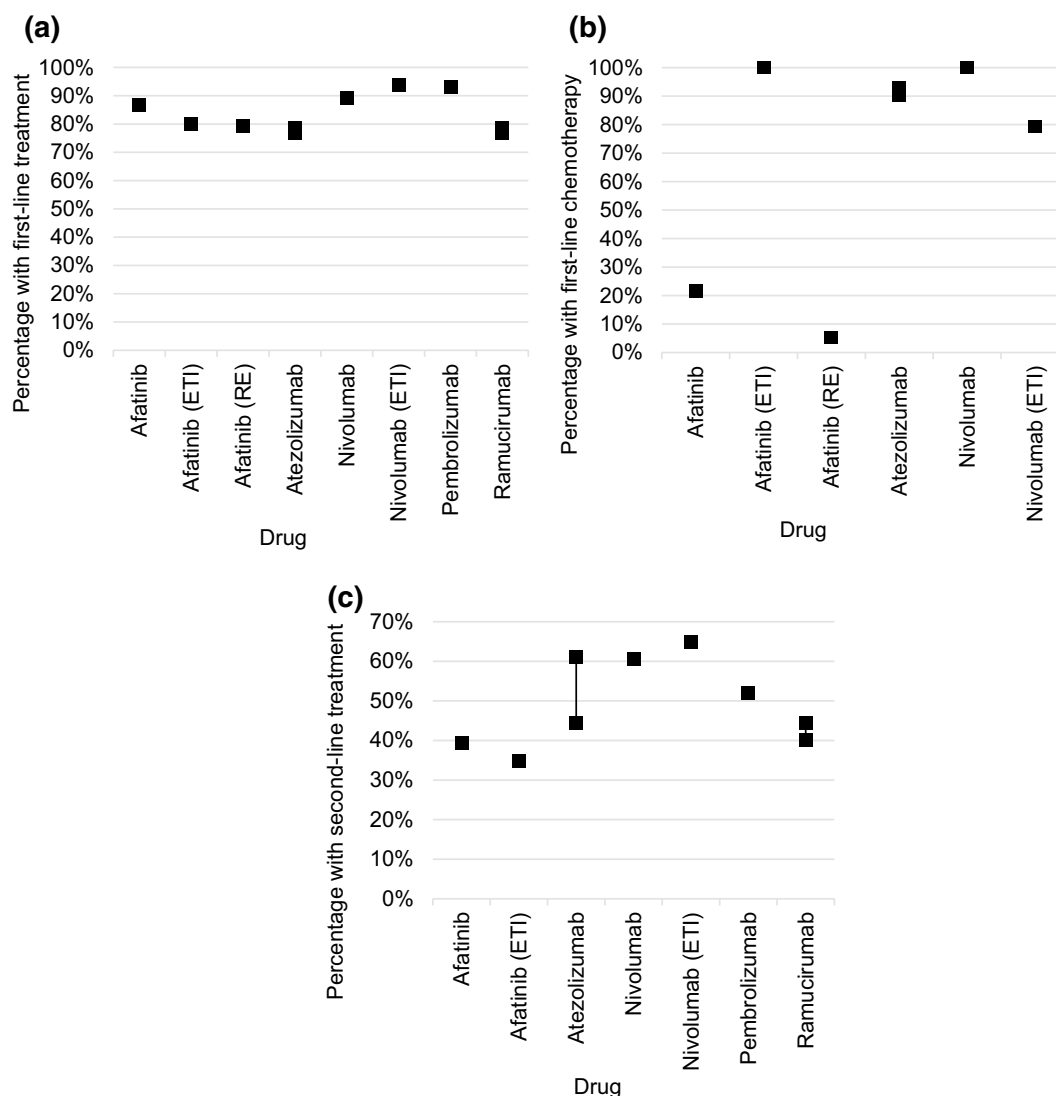 (a)
Percentage with first-line treatment
100%
90%
80%
70%
60%
50%
40%
30%
20%
10%
0%
Afatinib
Afatinib (ETI)
Afatinib (RE)
Atezolizumab
Nivolumab
Nivolumab (ETI)
Pembrolizumab
Ramucirumab
Drug
(b)
Percentage with first-line chemotherapy
100%
90%
80%
70%
60%
50%
40%
30%
20%
10%
0%
Afatinib
Afatinib (ETI)
Afatinib (RE)
Atezolizumab
Nivolumab
Nivolumab (ETI)
Drug
(c)
Percentage with second-line treatment
70%
60%
50%
40%
30%
20%
10%
0%
Afatinib
Afatinib (ETI)
Atezolizumab
Nivolumab
Nivolumab (ETI)
Pembrolizumab
Ramucirumab
Drug